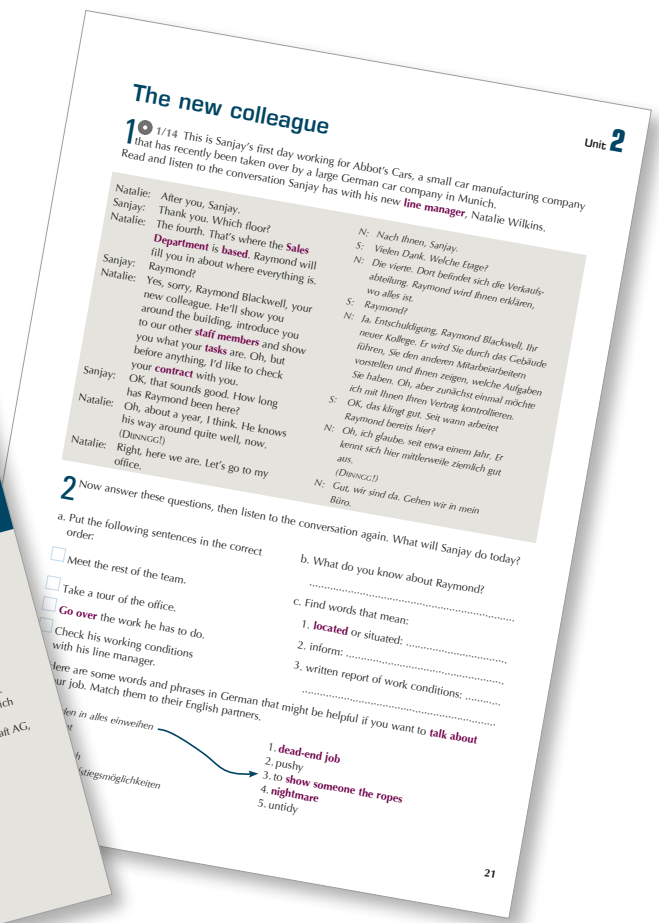 The new colleague
Unit 2
1 1/14 This is Sanjay's first day working for Abbot's Cars, a small car manufacturing company
that has recently been taken over by a large German car company in Munich.
Read and listen to the conversation Sanjay has with his new line manager, Natalie Wilkins.
Natalie: After you, Sanjay.
Sanjay: Thank you. Which floor?
Natalie: The fourth. That's where the Sales
Department is based. Raymond will
fill you in about where everything is.
Sanjay: Raymond?
Natalie: Yes, sorry, Raymond Blackwell, your
new colleague. He'll show you
around the building, introduce you
to our other staff members and show
you what your tasks are. Oh, but
before anything, I'd like to check
your contract with you.
Sanjay: OK, that sounds good. How long
has Raymond been here?
Natalie: Oh, about a year, I think. He knows
his way around quite well, now.
(DIINNGG!)
Natalie: Right, here we are. Let's go to my
office.
N: Nach Ihnen, Sanjay.
S: Vielen Dank. Welche Etage?
N: Die vierte. Dort befindet sich die Verkaufs-
abteilung. Raymond wird Ihnen erklären,
wo alles ist.
S: Raymond?
N: Ja, Entschuldigung, Raymond Blackwell, Ihr
neuer Kollege. Er wird Sie durch das Gebäude
führen, Sie den anderen Mitarbeiarbeitern
vorstellen und Ihnen zeigen, welche Aufgaben
Sie haben. Oh, aber zunächst einmal möchte
ich mit Ihnen Ihren Vertrag kontrollieren.
S: OK, das klingt gut. Seit wann arbeitet
Raymond bereits hier?
N: Oh, ich glaube, seit etwa einem Jahr. Er
kennt sich hier mittlerweile ziemlich gut
aus.
(DIINNGG!)
N: Gut, wir sind da. Gehen wir in mein
Büro.
2 Now answer these questions, then listen to the conversation again. What will Sanjay do today?
a. Put the following sentences in the correct
order:
Meet the rest of the team.
Take a tour of the office.
Go over the work he has to do.
Check his working conditions
with his line manager.
b. What do you know about Raymond?
c. Find words that mean:
1. located or situated:
2. inform:
3. written report of work conditions:
Here are some words and phrases in German that might be helpful if you want to talk about
ur job. Match them to their English partners.
den in alles einweihen
stiegsmöglichkeiten
1. dead-end job
2. pushy
3. to show someone the ropes
4. nightmare
5. untidy
21
ich
aft AG,